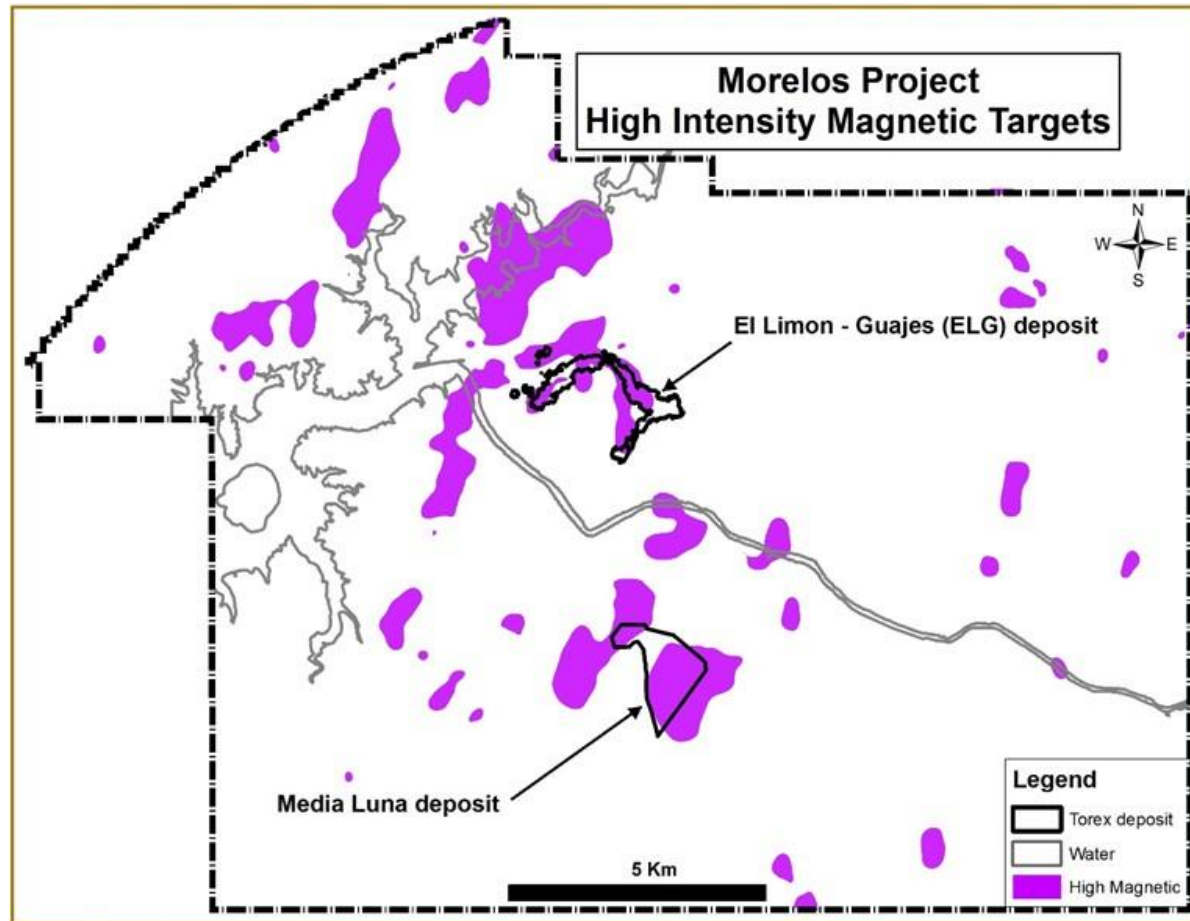 Morelos Project
High Intensity Magnetic Targets
N
W E
S
El Limon - Guajes (ELG) deposit
Media Luna deposit
5 Km
Legend
Torex deposit
Water
High Magnetic